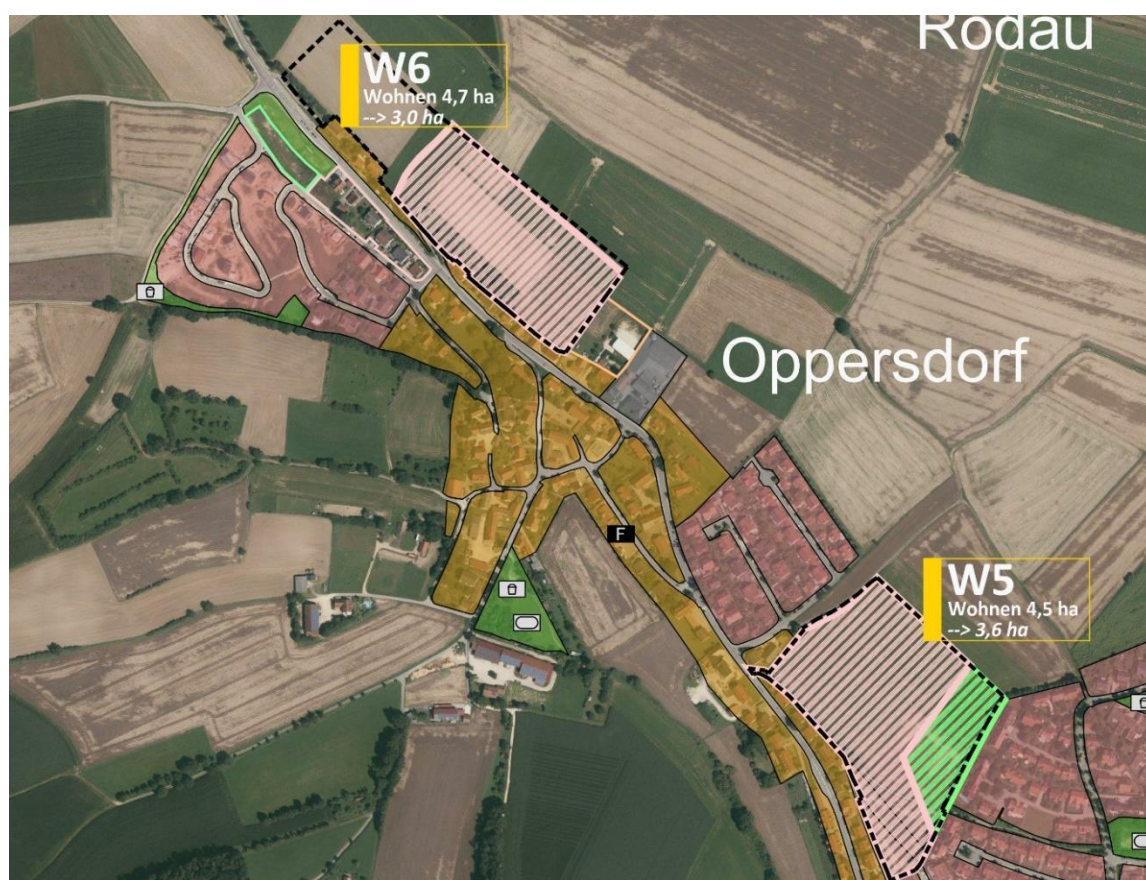 Rodau
W6
Wohnen 4,7 ha
--> 3,0 ha
Oppersdorf
F
W5
Wohnen 4,5 ha
--> 3,6 ha